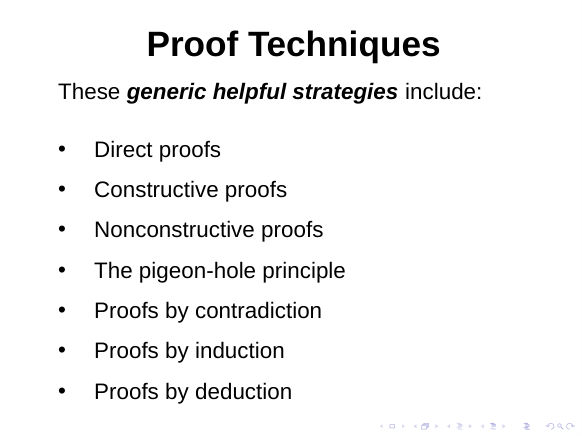 Proof Techniques
These generic helpful strategies include:
• Direct proofs
• Constructive proofs
• Nonconstructive proofs
• The pigeon-hole principle
• Proofs by contradiction
• Proofs by induction
• Proofs by deduction